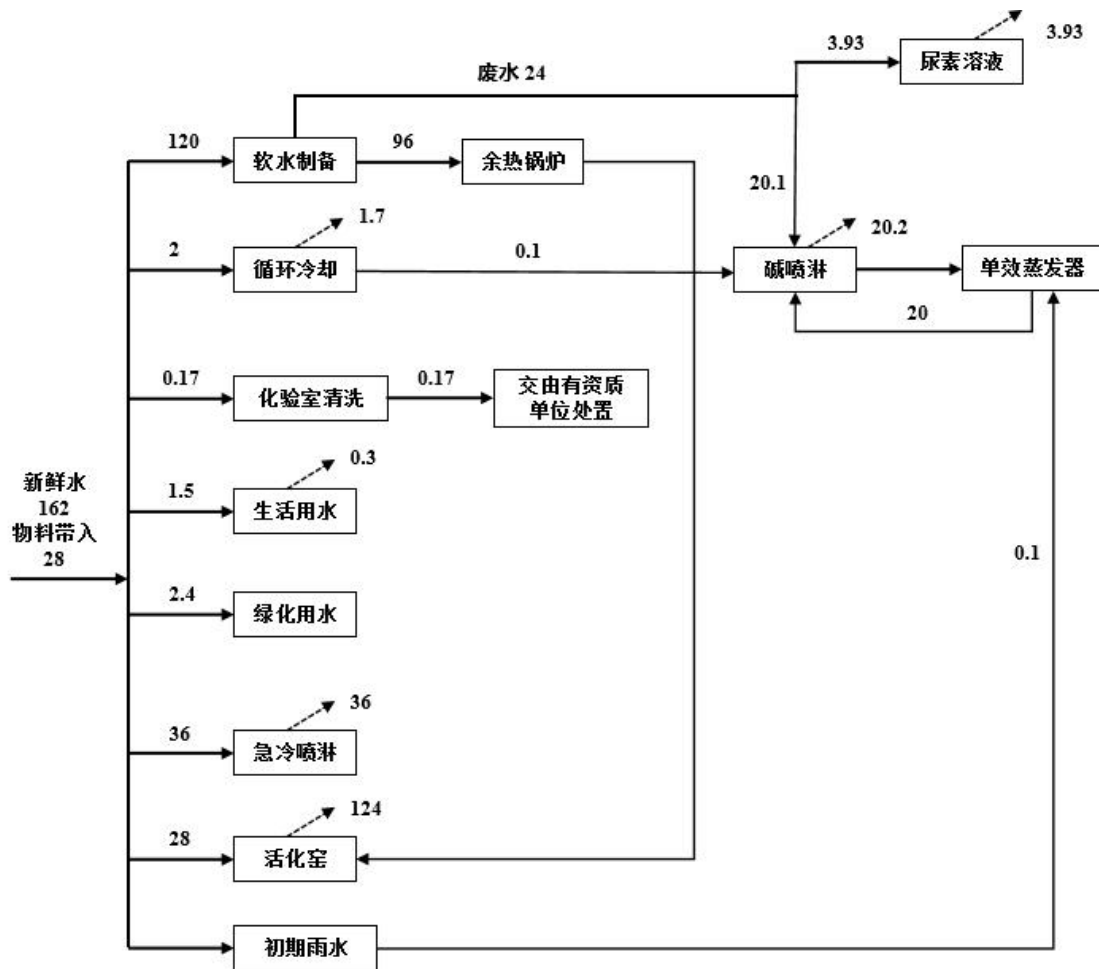 3.93
3.93
尿素溶液
废水 24
120
软水制备
96
余热锅炉
20.1
1.7
2
循环冷却
0.1
20.2
碱喷淋
单效蒸发器
20
0.17
化验室清洗
0.17
交由有资质
单位处置
0.3
1.5
生活用水
新鲜水
162
物料带入
28
0.1
2.4
绿化用水
36
36
急冷喷淋
124
28
活化窑
初期雨水